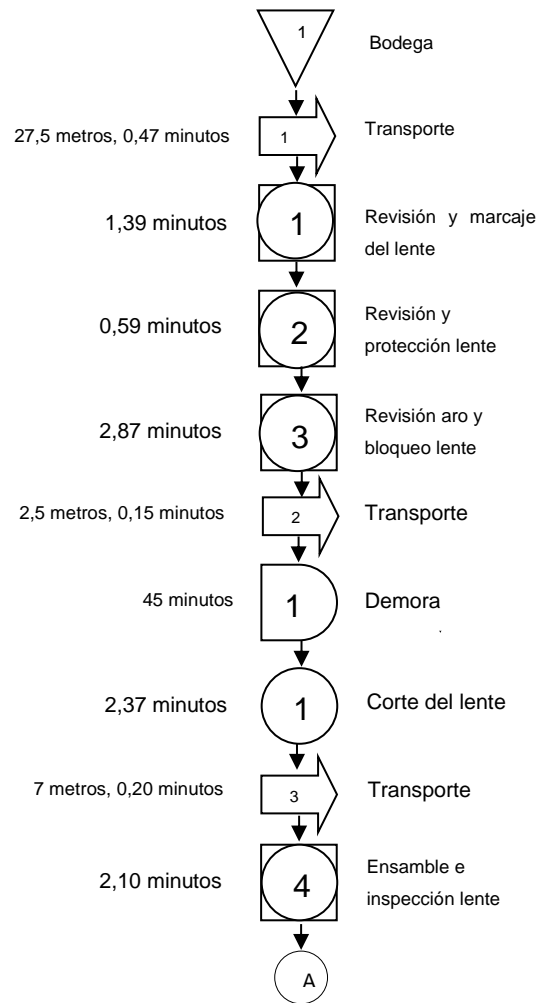 1
Bodega
27,5 metros, 0,47 minutos
1
Transporte
1,39 minutos
1
Revisión y marcaje
del lente
0,59 minutos
2
Revisión y
protección lente
2,87 minutos
3
Revisión aro y
bloqueo lente
2,5 metros, 0,15 minutos
2
Transporte
45 minutos
1
Demora
2,37 minutos
1
Corte del lente
7 metros, 0,20 minutos
3
Transporte
2,10 minutos
4
Ensamble e
inspección lente
A